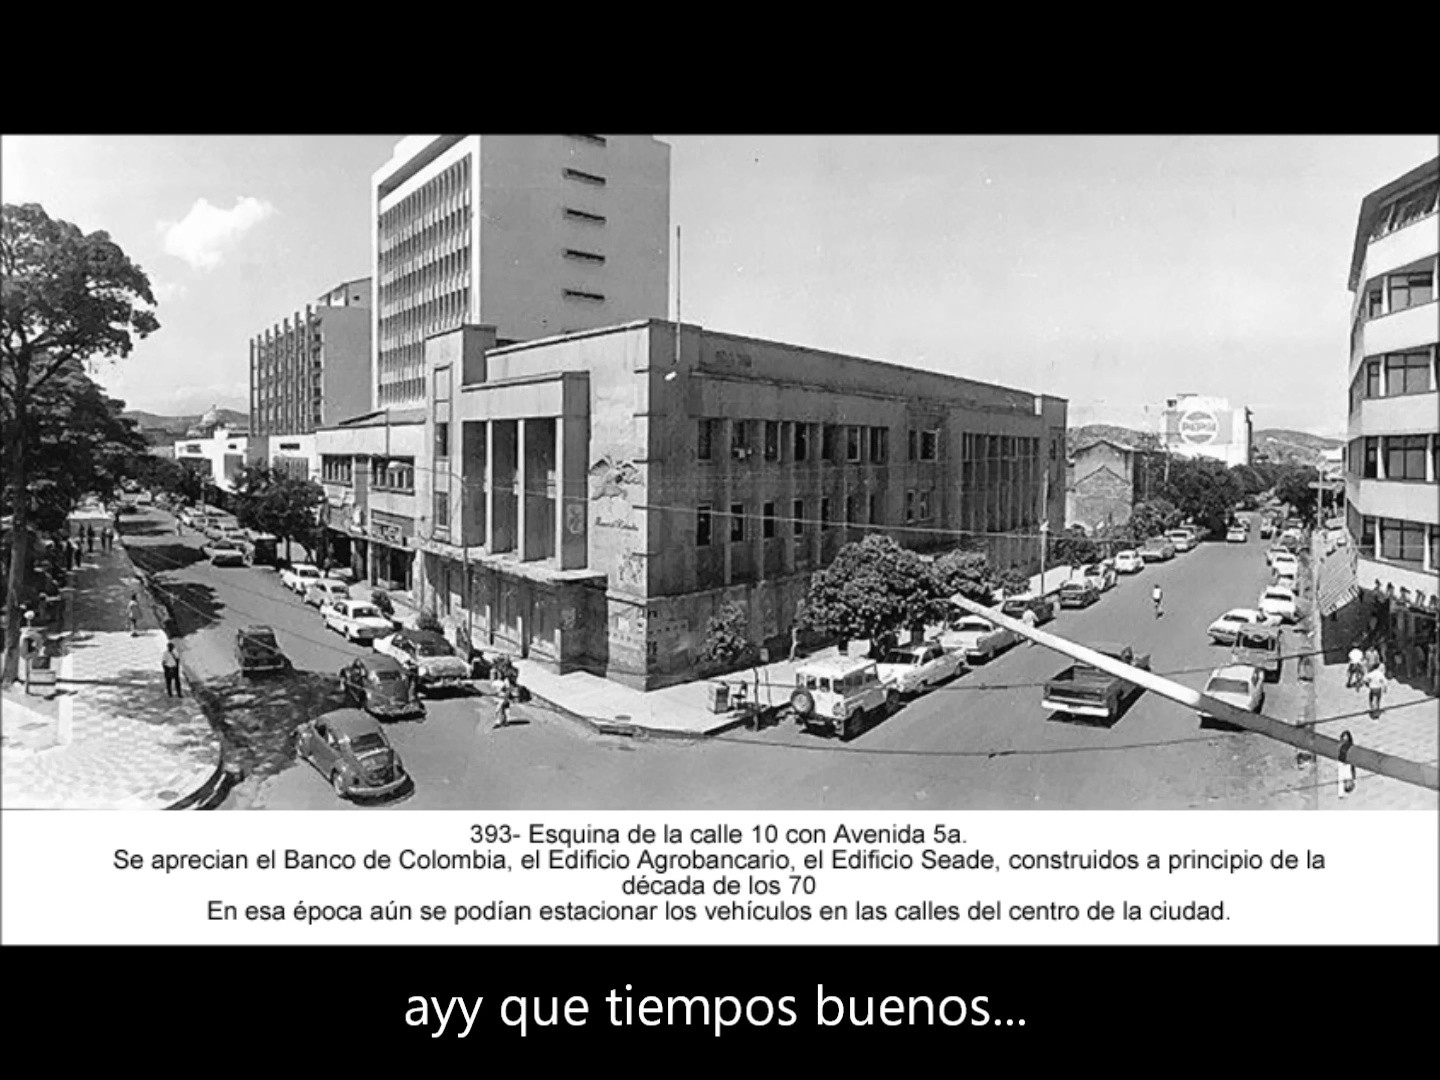 PEPSI
393- Esquina de la calle 10 con Avenida 5a.
Se aprecian el Banco de Colombia, el Edificio Agrobancario, el Edificio Seade, construidos a principio de la
década de los 70
En esa época aún se podían estacionar los vehículos en las calles del centro de la ciudad.
ayy que tiempos buenos...